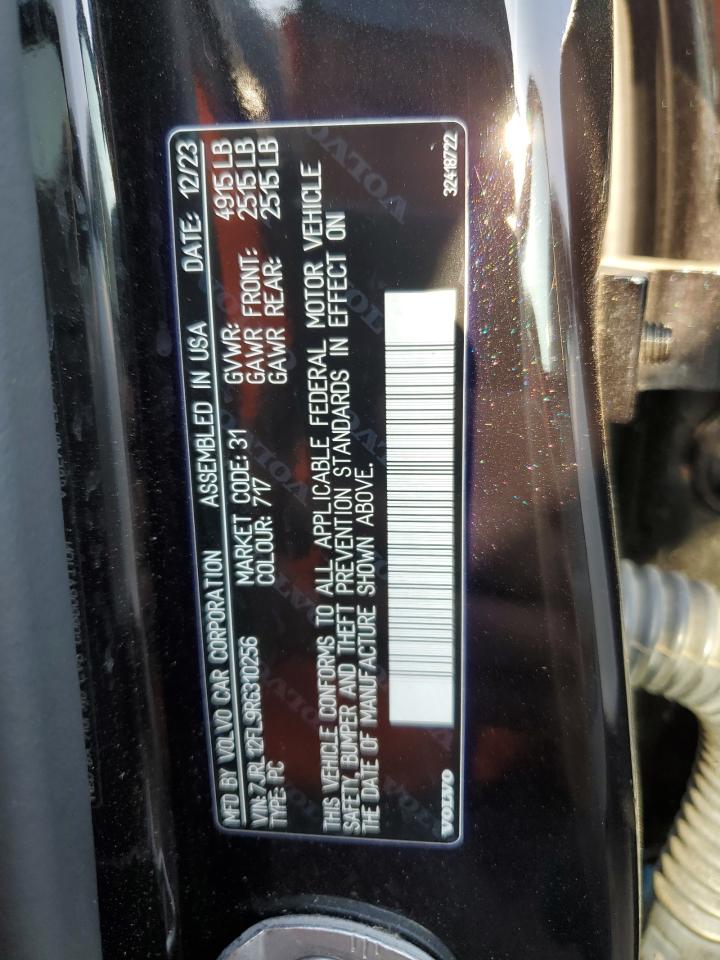 MFD BY VOLVO CAR CORPORATION ASSEMBLED IN USA DATE: 12/23
VIN: 7JRL12FL9RG310256 MARKET CODE: 31 GVWR: 4915 LB
TYPE: PC COLOUR: 717 GAWR FRONT: 2515 LB
GAWR REAR: 2515 LB
THIS VEHICLE CONFORMS TO ALL APPLICABLE FEDERAL MOTOR VEHICLE
SAFETY, BUMPER AND THEFT PREVENTION STANDARDS IN EFFECT ON
THE DATE OF MANUFACTURE SHOWN ABOVE.
VOLVO 32418722